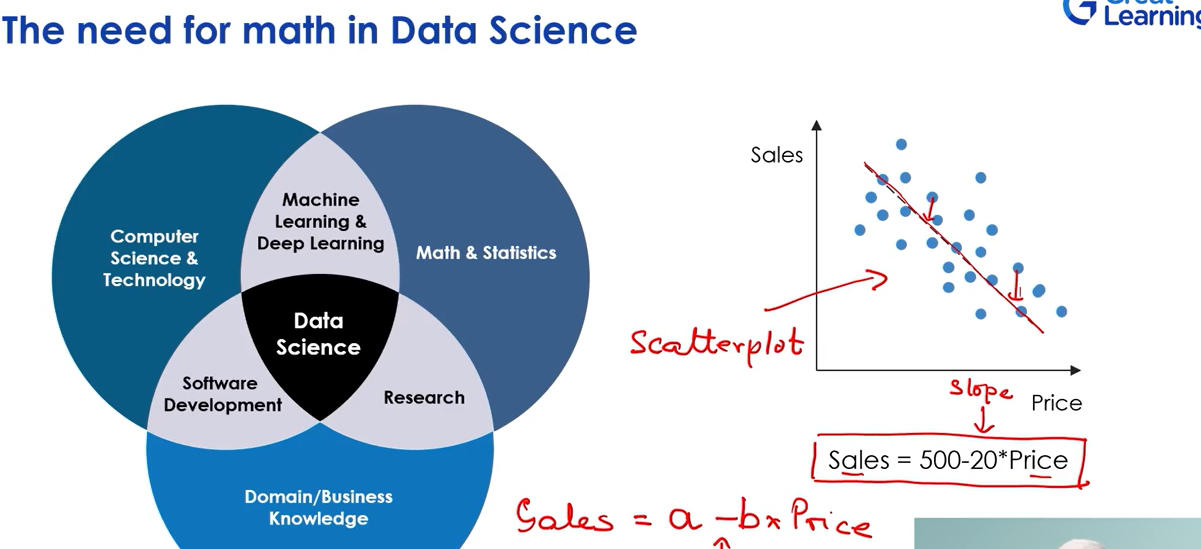 The need for math in Data Science
Learning
Machine
Learning &
Deep Learning
Computer
Science &
Technology
Math & Statistics
Data
Science
Software
Development
Research
Domain/Business
Knowledge
Sales
Scatterplot
Slope
Price
Sales = 500-20*Price
Sales = a - bx Price